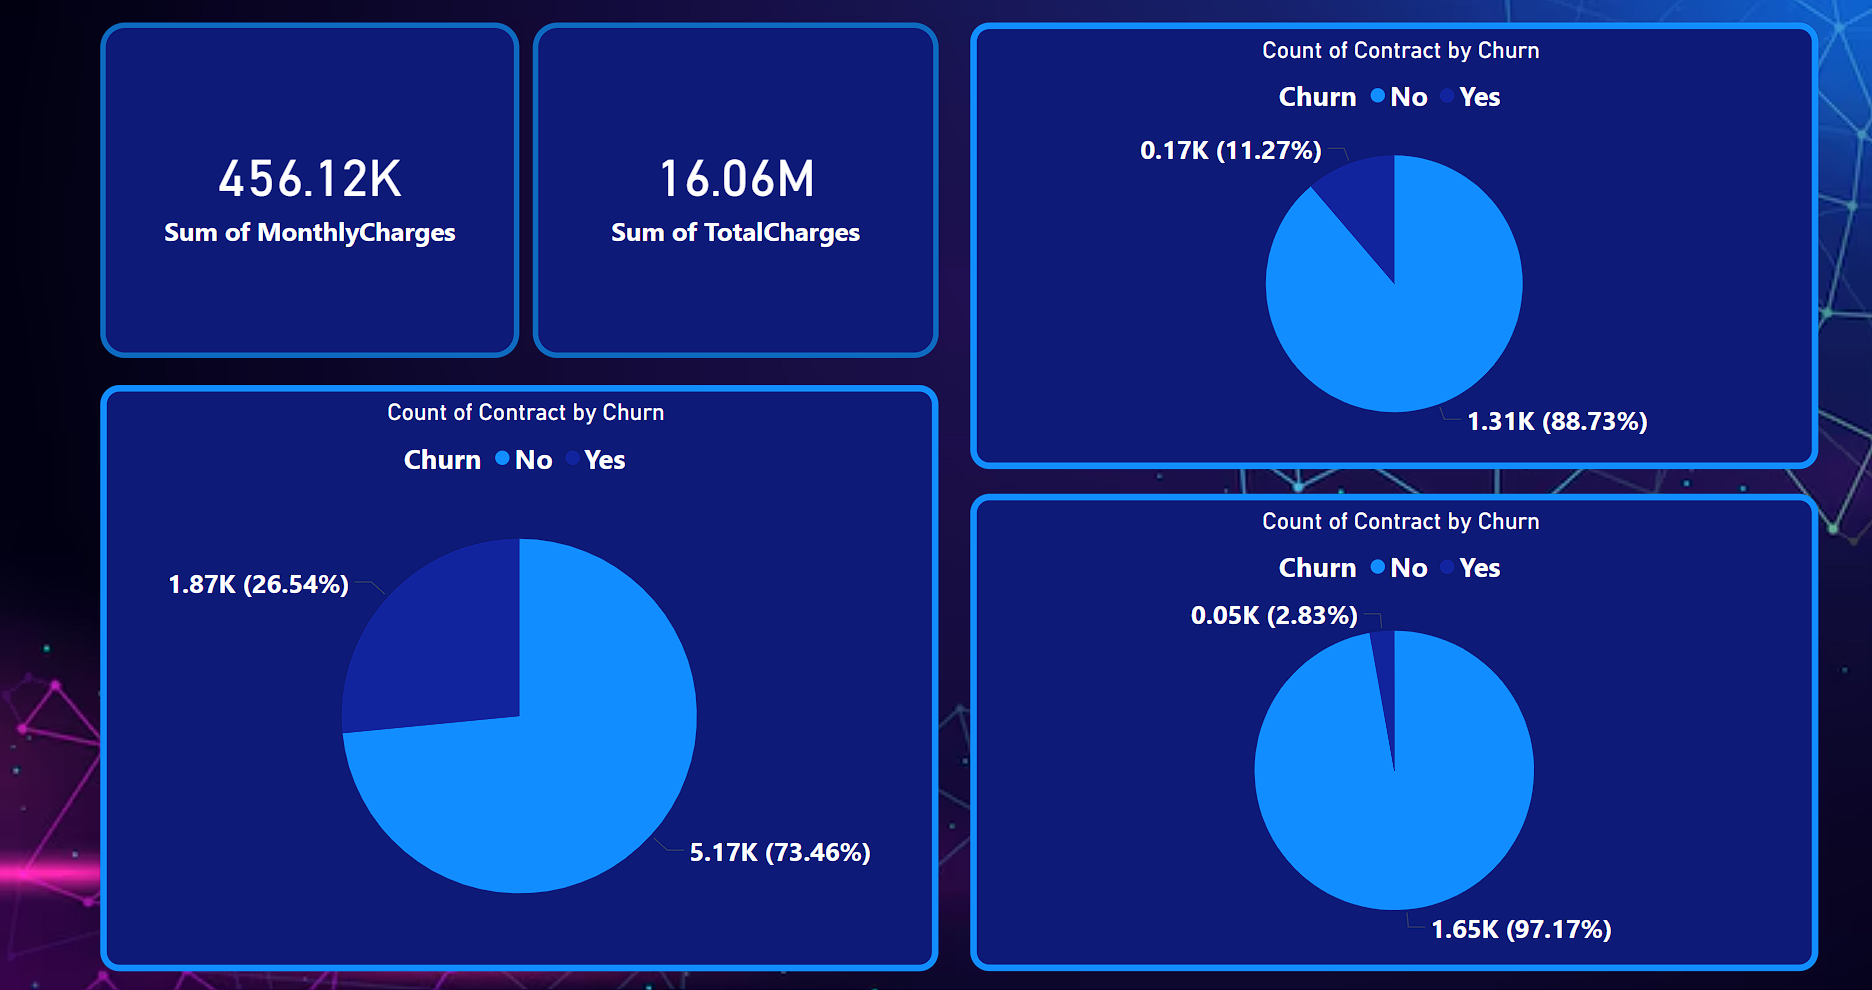 456.12K
Sum of MonthlyCharges
16.06M
Sum of TotalCharges
Count of Contract by Churn
Churn No Yes
0.17K (11.27%)
1.31K (88.73%)
Count of Contract by Churn
Churn No Yes
1.87K (26.54%)
5.17K (73.46%)
Count of Contract by Churn
Churn No Yes
0.05K (2.83%)
1.65K (97.17%)